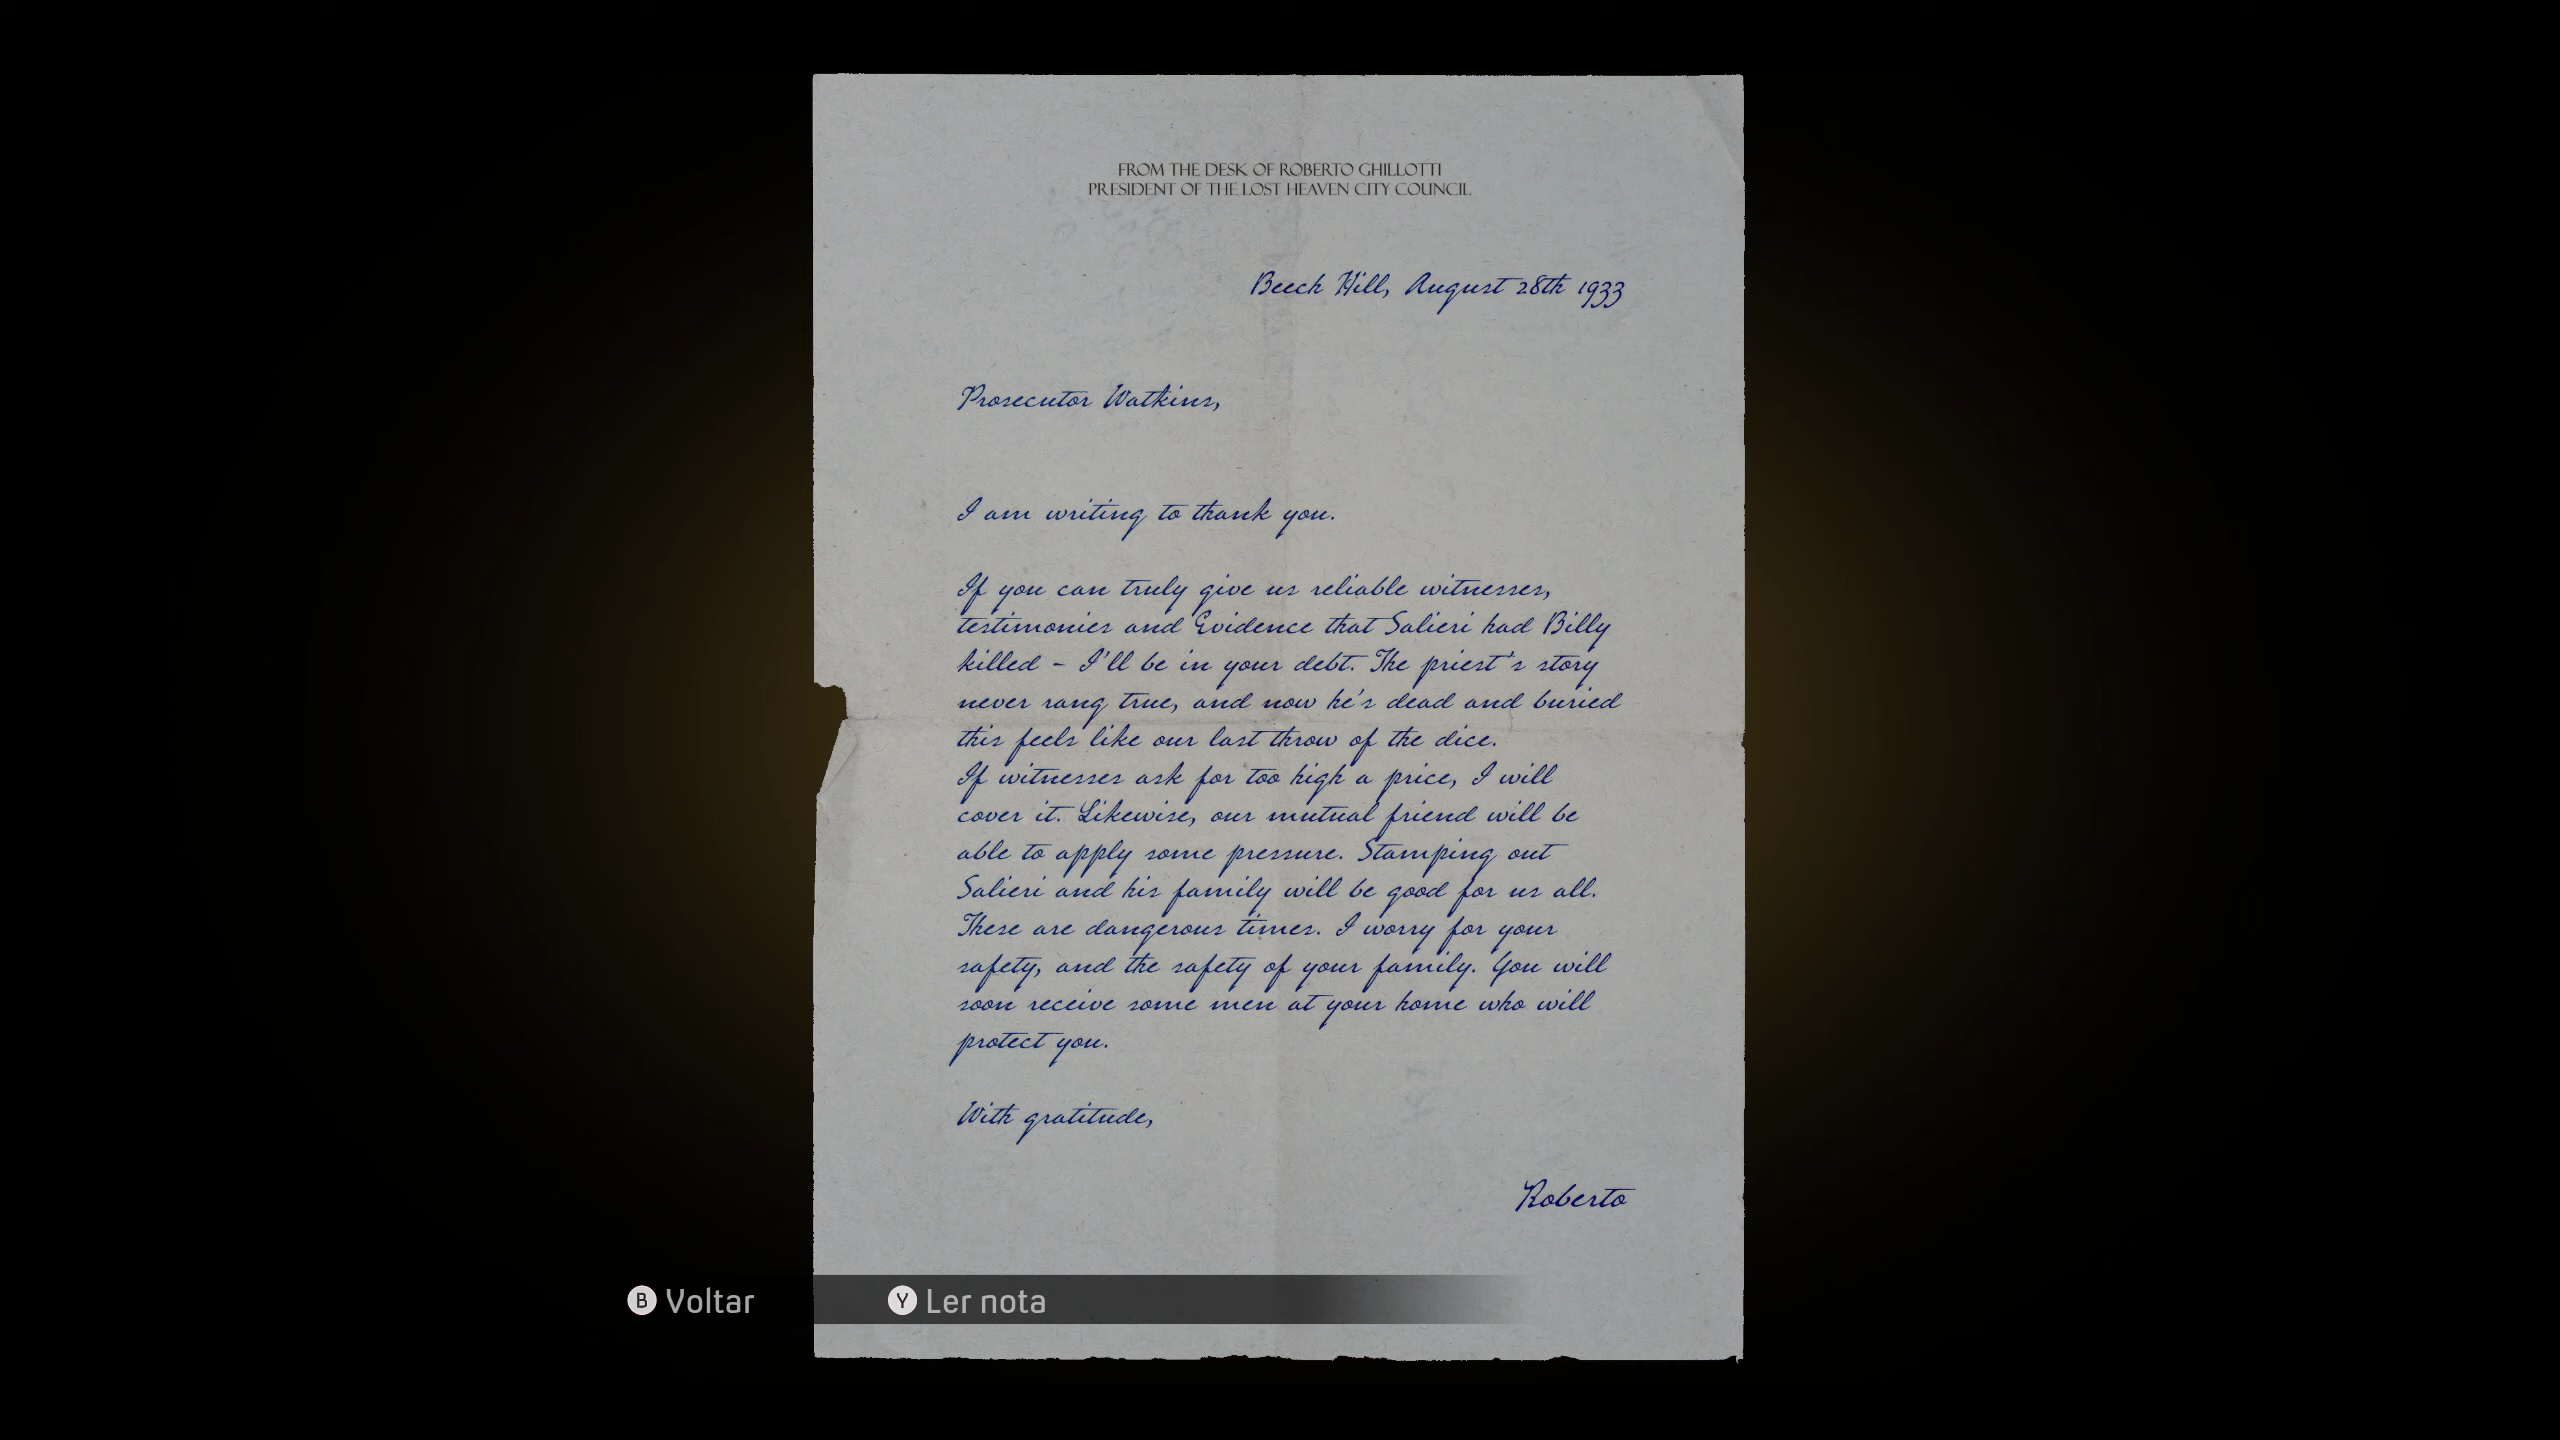 FROM THE DESK OF ROBERTO GHILLOTTI
PRESIDENT OF THE LOST HEAVEN CITY COUNCIL
Beech Hill, August 28th 1933
Prosecutor Watkins,
I am writing to thank you.
If you can truly give us reliable witnesses,
testimonies and Evidence that Salieri had Billy
killed - I'll be in your debt. The priest's story
never rang true, and now he's dead and buried
this feels like our last throw of the dice.
If witnesses ask for too high a price, I will
cover it. Likewise, our mutual friend will be
able to apply some pressure. Stamping out
Salieri and his family will be good for us all.
These are dangerous times. I worry for your
safety, and the safety of your family. You will
soon receive some men at your home who will
protect you.
With gratitude,
Roberto
B Voltar
Y Ler nota